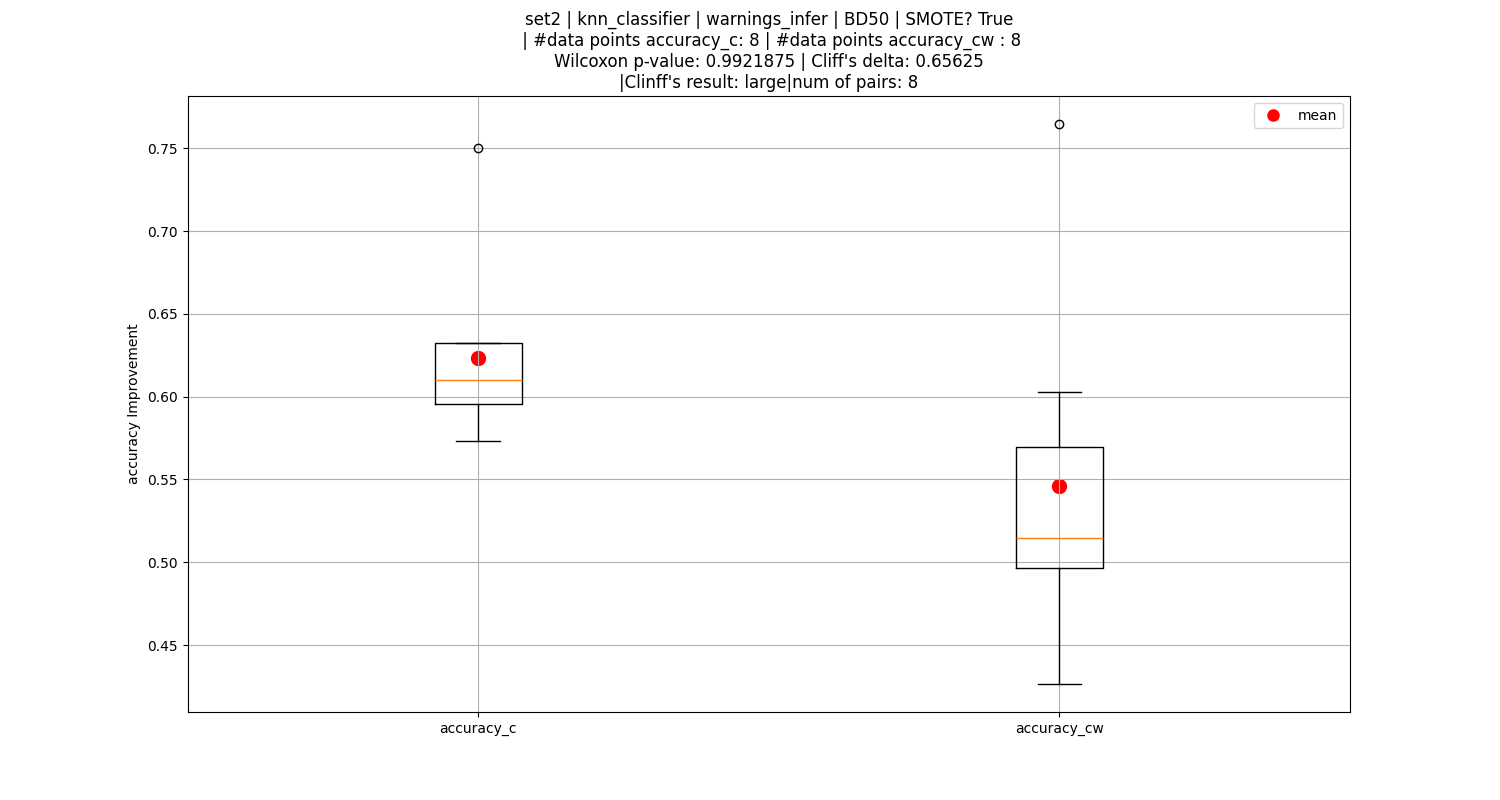 set2 | knn_classifier | warnings_infer | BD50 | SMOTE? True
| #data points accuracy_c: 8 | #data points accuracy_cw : 8
Wilcoxon p-value: 0.9921875 | Cliff's delta: 0.65625
|Clinff's result: large|num of pairs: 8
mean
0.75
0.70
0.65
0.60
0.55
0.50
0.45
accuracy Improvement
accuracy_c
accuracy_cw